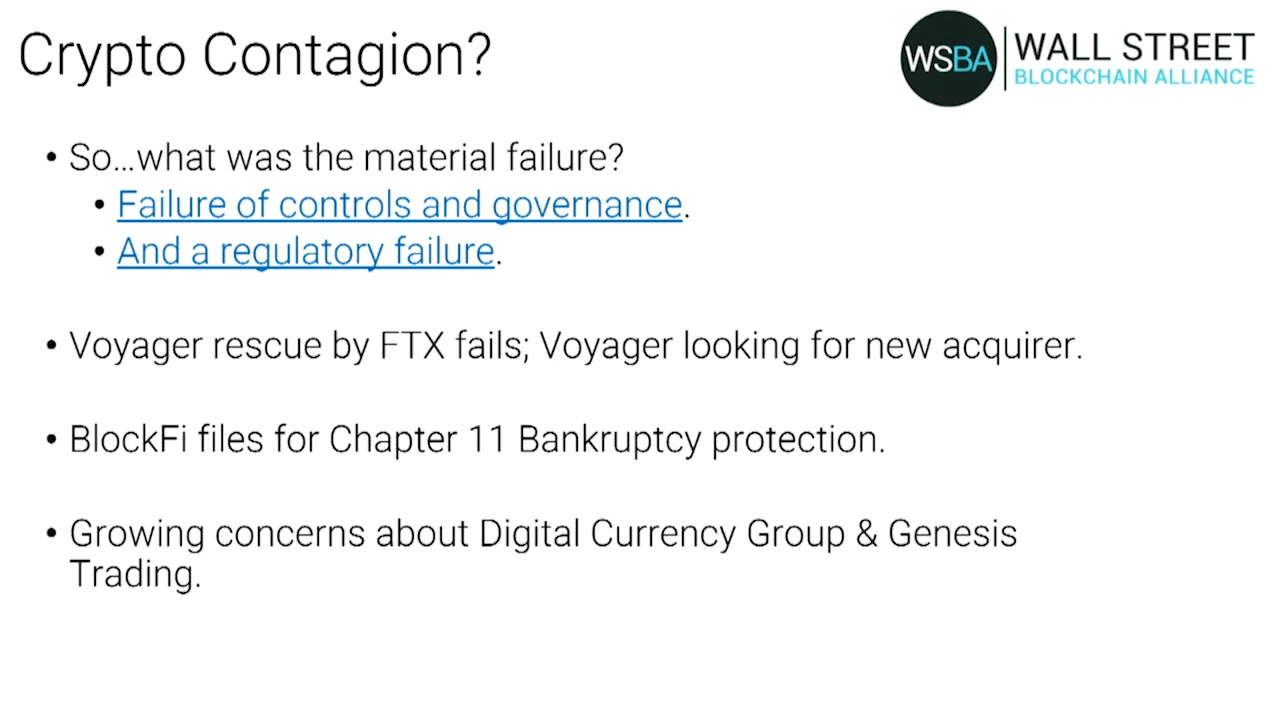 Crypto Contagion?
WSBA
WALL STREET
BLOCKCHAIN ALLIANCE
• So...what was the material failure?
• Failure of controls and governance.
• And a regulatory failure.
• Voyager rescue by FTX fails; Voyager looking for new acquirer.
• BlockFi files for Chapter 11 Bankruptcy protection.
• Growing concerns about Digital Currency Group & Genesis
Trading.